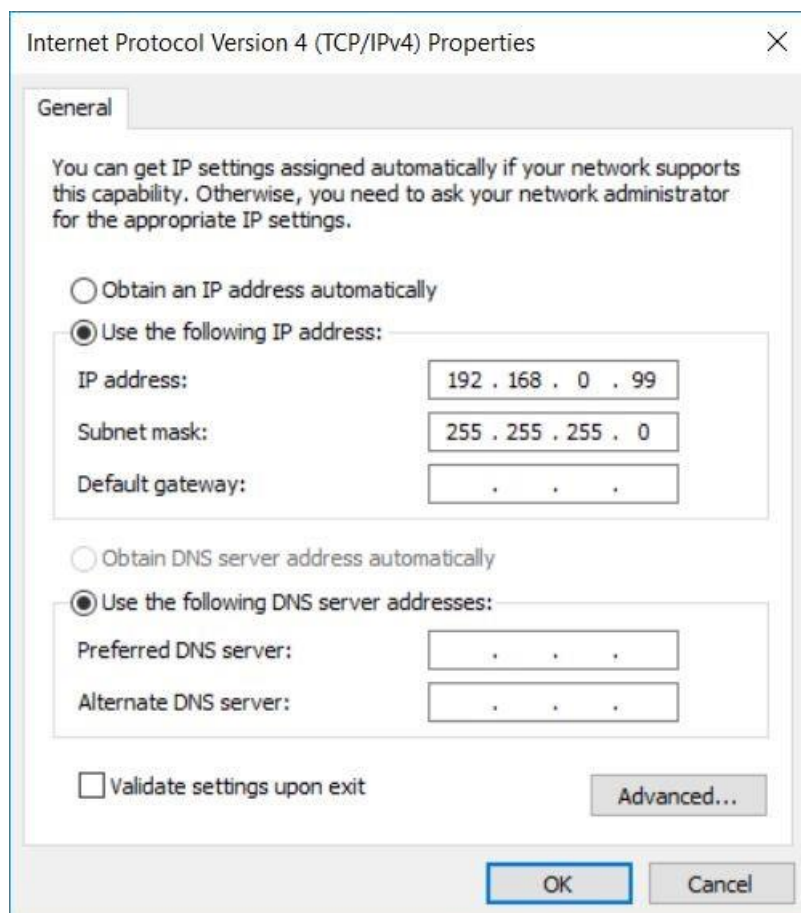 Internet Protocol Version 4 (TCP/IPv4) Properties
General
You can get IP settings assigned automatically if your network supports
this capability. Otherwise, you need to ask your network administrator
for the appropriate IP settings.
Obtain an IP address automatically
Use the following IP address:
IP address: 192 . 168 . 0 . 99
Subnet mask: 255 . 255 . 255 . 0
Default gateway: . . .
Obtain DNS server address automatically
Use the following DNS server addresses:
Preferred DNS server: . . .
Alternate DNS server: . . .
Validate settings upon exit
Advanced...
OK Cancel